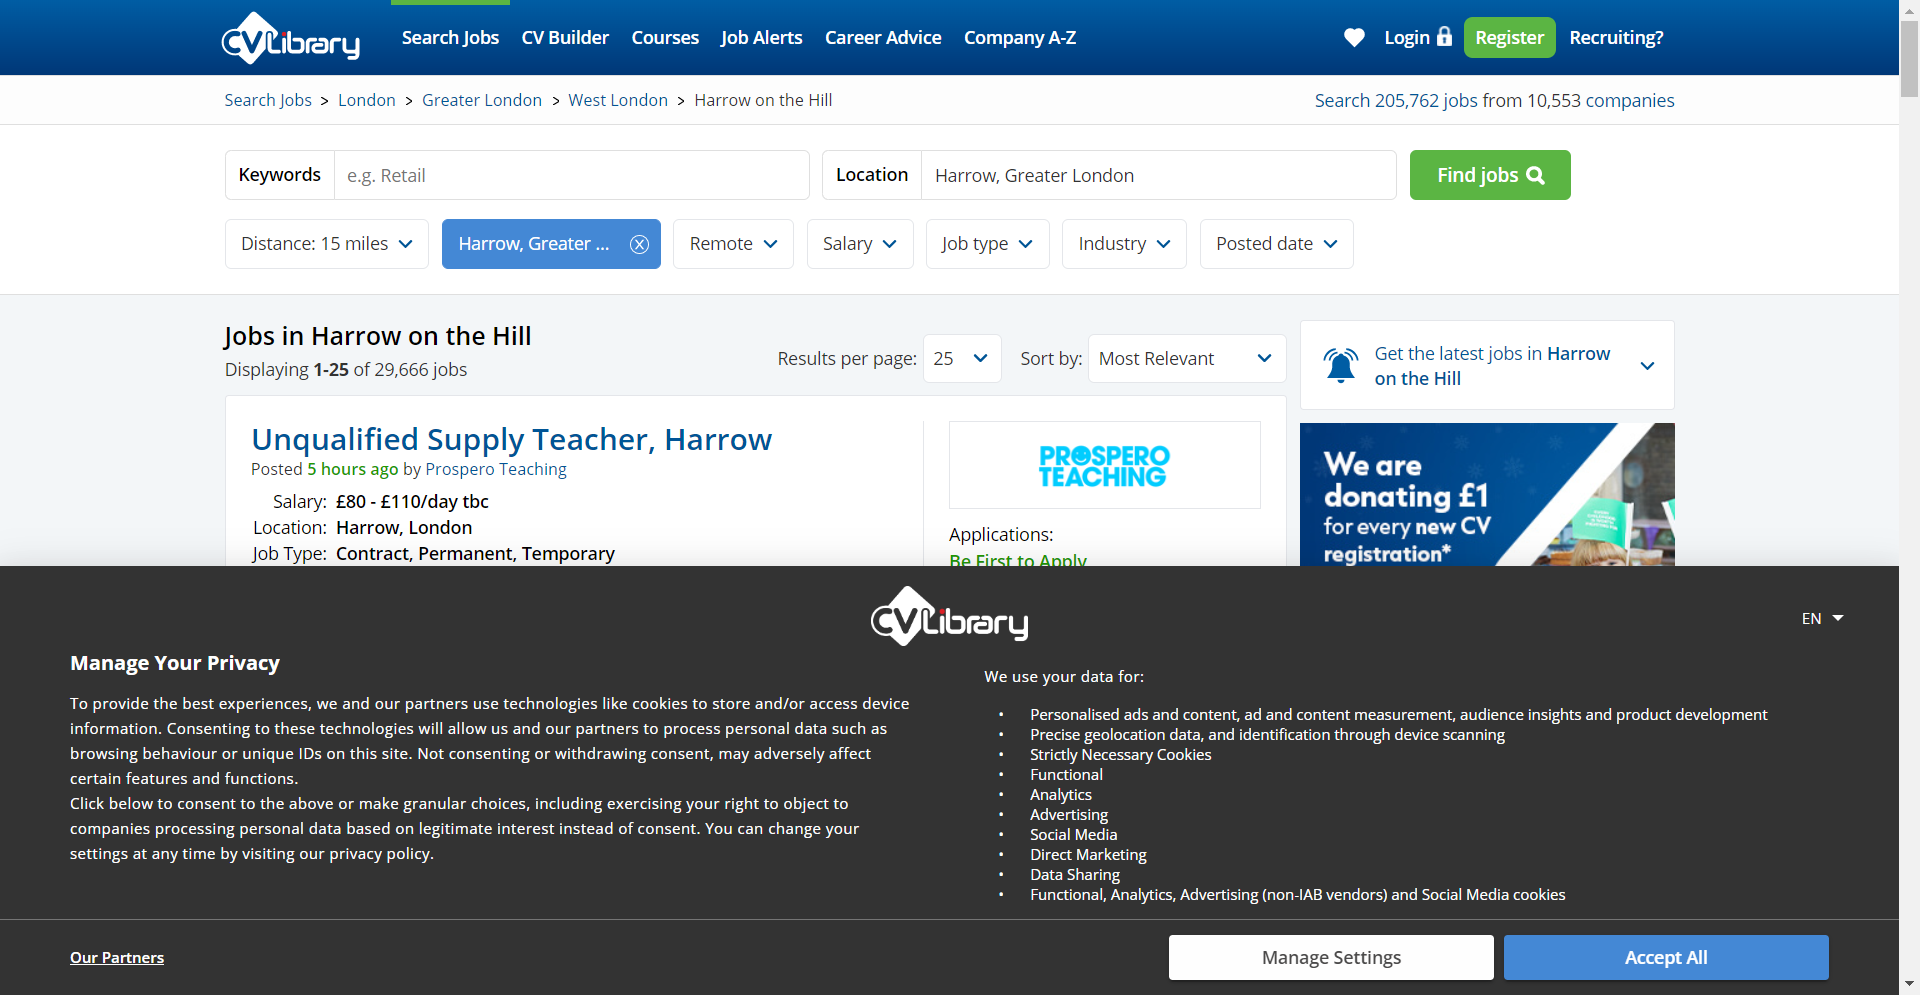 CV Library
Search Jobs
CV Builder
Courses
Job Alerts
Career Advice
Company A-Z
Login
Register
Recruiting?
Search Jobs > London > Greater London > West London > Harrow on the Hill
Search 205,762 jobs from 10,553 companies
Keywords
e.g. Retail
Location
Harrow, Greater London
Find jobs
Distance: 15 miles
Harrow, Greater ...
Remote
Salary
Job type
Industry
Posted date
Jobs in Harrow on the Hill
Displaying 1-25 of 29,666 jobs
Results per page: 25
Sort by: Most Relevant
Get the latest jobs in Harrow
on the Hill
Unqualified Supply Teacher, Harrow
Posted 5 hours ago by Prospero Teaching
Salary: £80 - £110/day tbc
Location: Harrow, London
Job Type: Contract, Permanent, Temporary
PROSPERO
TEACHING
Applications:
Be First to Apply
We are
donating £1
for every new CV
registration*
CV Library
EN
Manage Your Privacy
To provide the best experiences, we and our partners use technologies like cookies to store and/or access device
information. Consenting to these technologies will allow us and our partners to process personal data such as
browsing behaviour or unique IDs on this site. Not consenting or withdrawing consent, may adversely affect
certain features and functions.
Click below to consent to the above or make granular choices, including exercising your right to object to
companies processing personal data based on legitimate interest instead of consent. You can change your
settings at any time by visiting our privacy policy.
We use your data for:
• Personalised ads and content, ad and content measurement, audience insights and product development
• Precise geolocation data, and identification through device scanning
• Strictly Necessary Cookies
• Functional
• Analytics
• Advertising
• Social Media
• Direct Marketing
• Data Sharing
• Functional, Analytics, Advertising (non-IAB vendors) and Social Media cookies
Our Partners
Manage Settings
Accept All